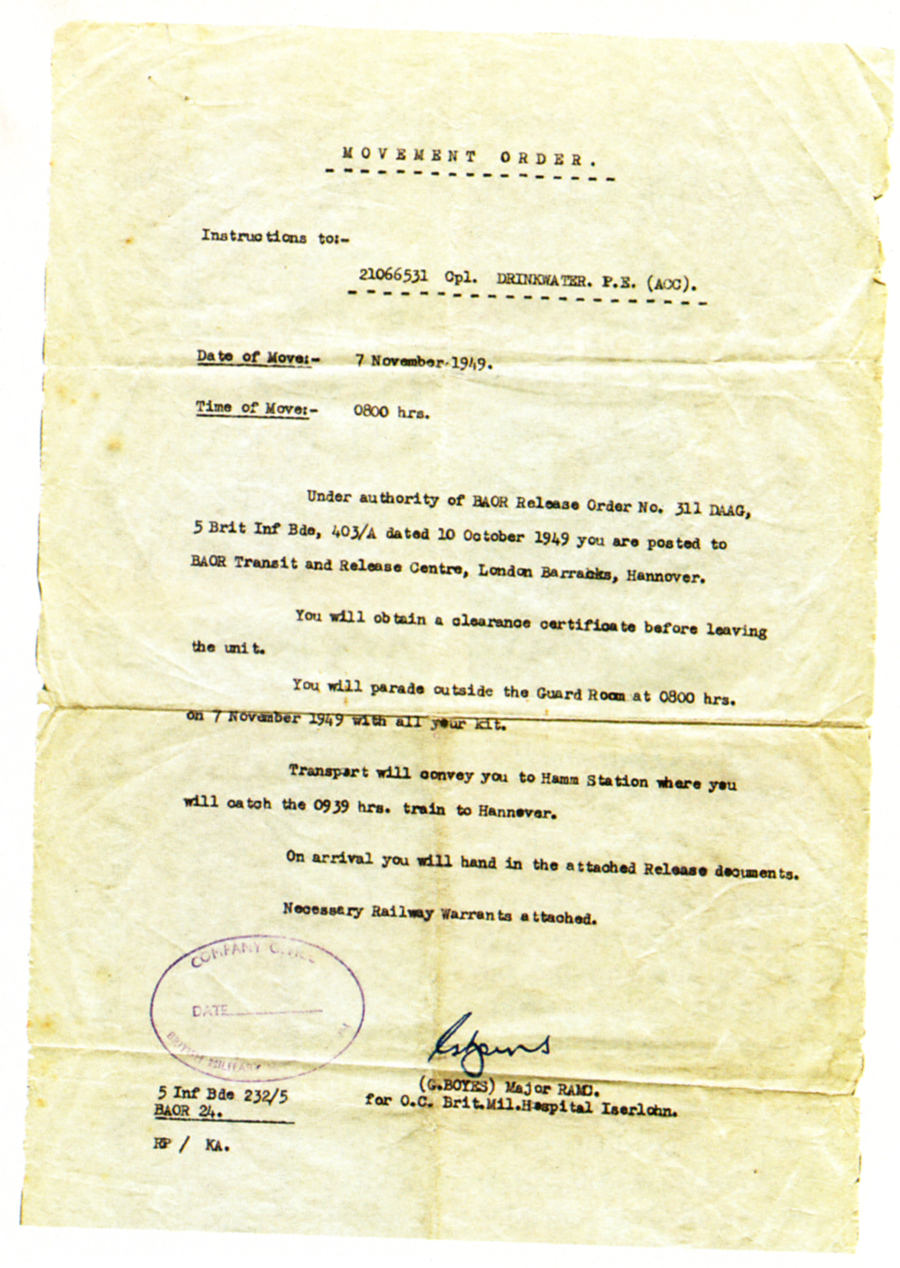 MOVEMENT ORDER.
Instructions to:-
21066531 Cpl. DRINKWATER. P.E. (ACC).
Date of Move:- 7 November 1949.
Time of Move:- 0800 hrs.
Under authority of BAOR Release Order No. 311 DAAG,
5 Brit Inf Bde, 403/A dated 10 October 1949 you are posted to
BAOR Transit and Release Centre, London Barracks, Hannover.
You will obtain a clearance certificate before leaving
the unit.
You will parade outside the Guard Room at 0800 hrs.
on 7 November 1949 with all your kit.
Transport will convey you to Hamm Station where you
will catch the 0939 hrs. train to Hannover.
On arrival you will hand in the attached Release documents.
Necessary Railway Warrants attached.
COMPANY
DATE
BRITISH MILITARY
(G.BOYES) Major RAMC.
for O.C. Brit.Mil.Hospital Iserlohn.
5 Inf Bde 232/5
BAOR 24.
RP / KA.